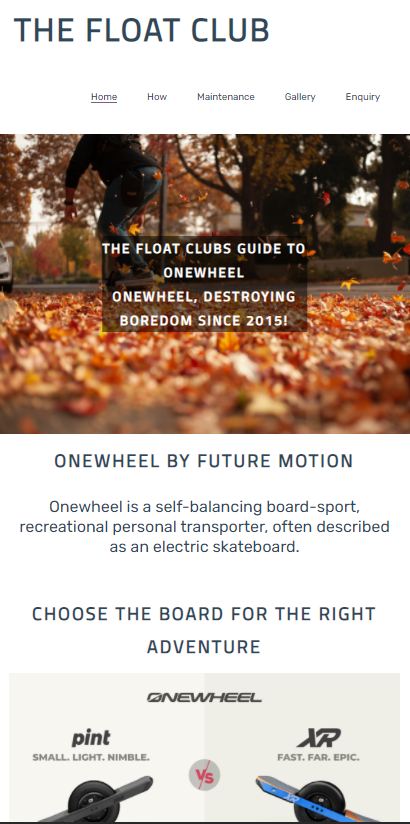 THE FLOAT CLUB
Home How Maintenance Gallery Enquiry
THE FLOAT CLUBS GUIDE TO
ONEWHEEL
ONEWHEEL, DESTROYING
BOREDOM SINCE 2015!
ONEWHEEL BY FUTURE MOTION
Onewheel is a self-balancing board-sport,
recreational personal transporter, often described
as an electric skateboard.
CHOOSE THE BOARD FOR THE RIGHT
ADVENTURE
ONEWHEEL
pint XR
SMALL. LIGHT. NIMBLE. FAST. FAR. EPIC.
VS